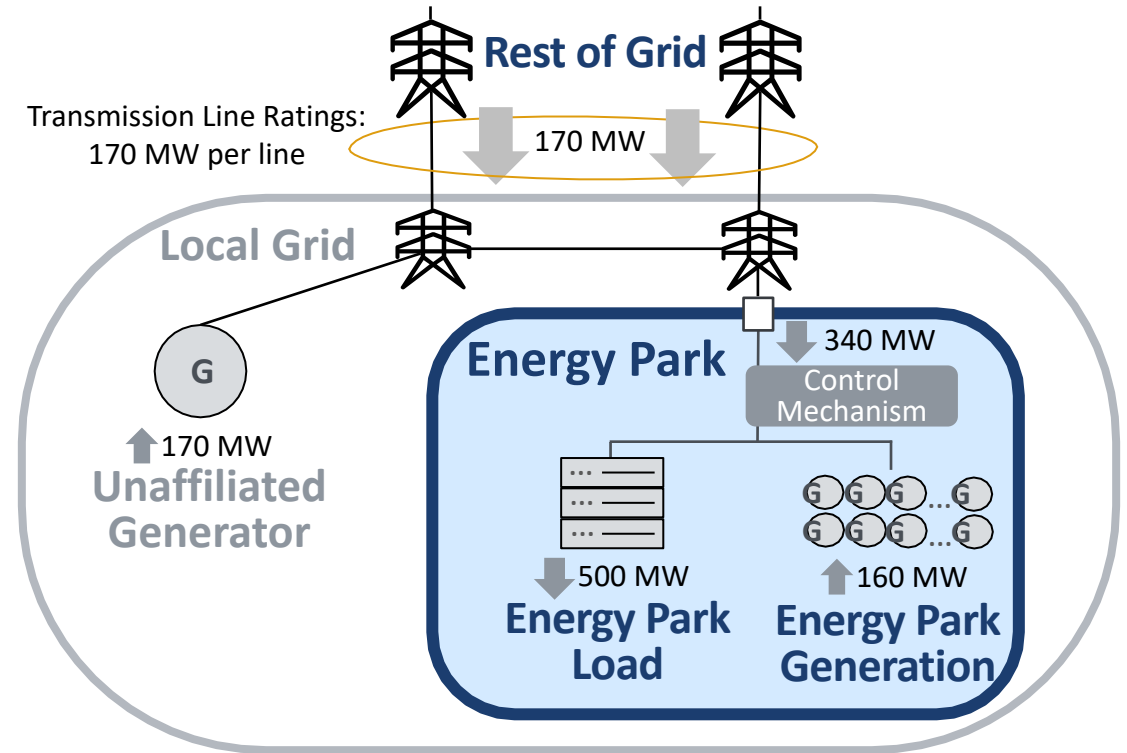 Rest of Grid
Transmission Line Ratings:
170 MW per line
170 MW
Local Grid
G
170 MW
Unaffiliated
Generator
Energy Park
340 MW
Control
Mechanism
500 MW
Energy Park
Load
G G G ... G
G G G ... G
160 MW
Energy Park
Generation